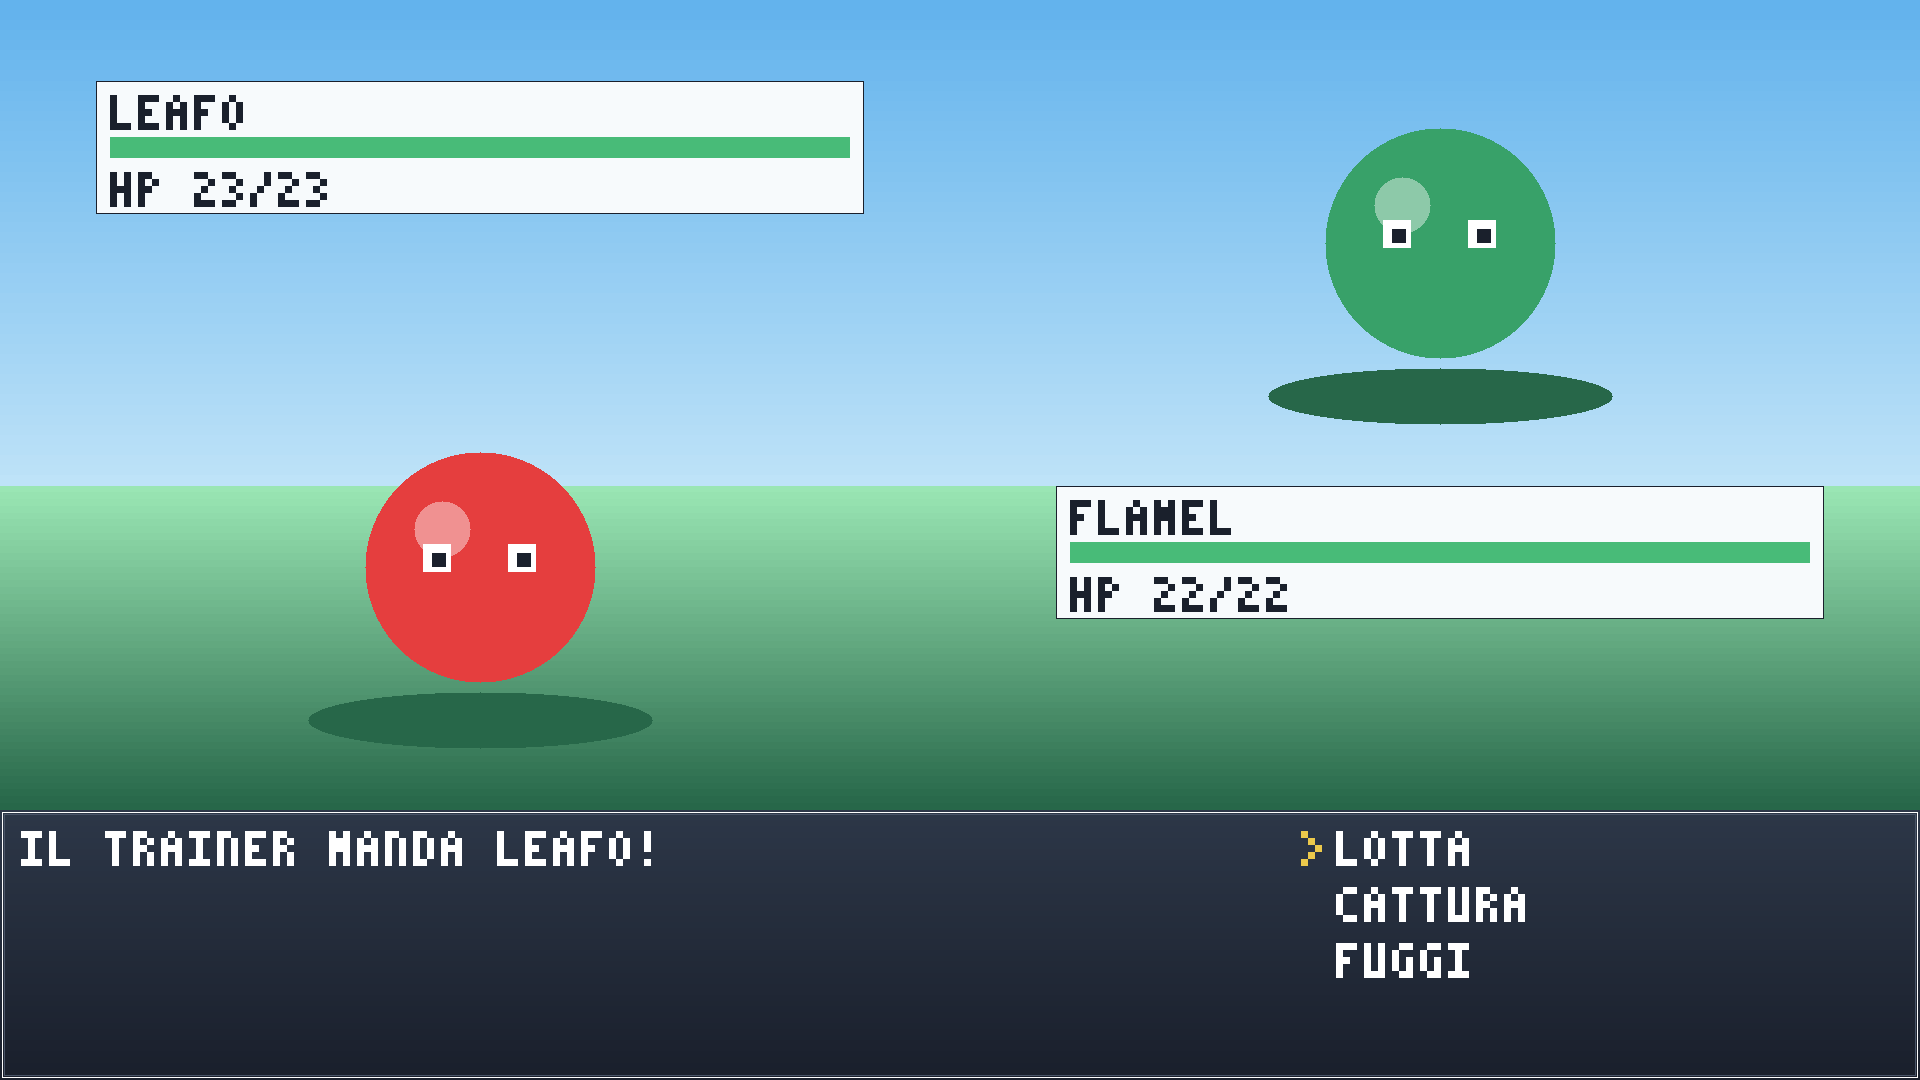 LEAFO
HP 23/23
FLAMEL
HP 22/22
IL TRAINER MANDA LEAFO!
>LOTTA
CATTURA
FUGGI